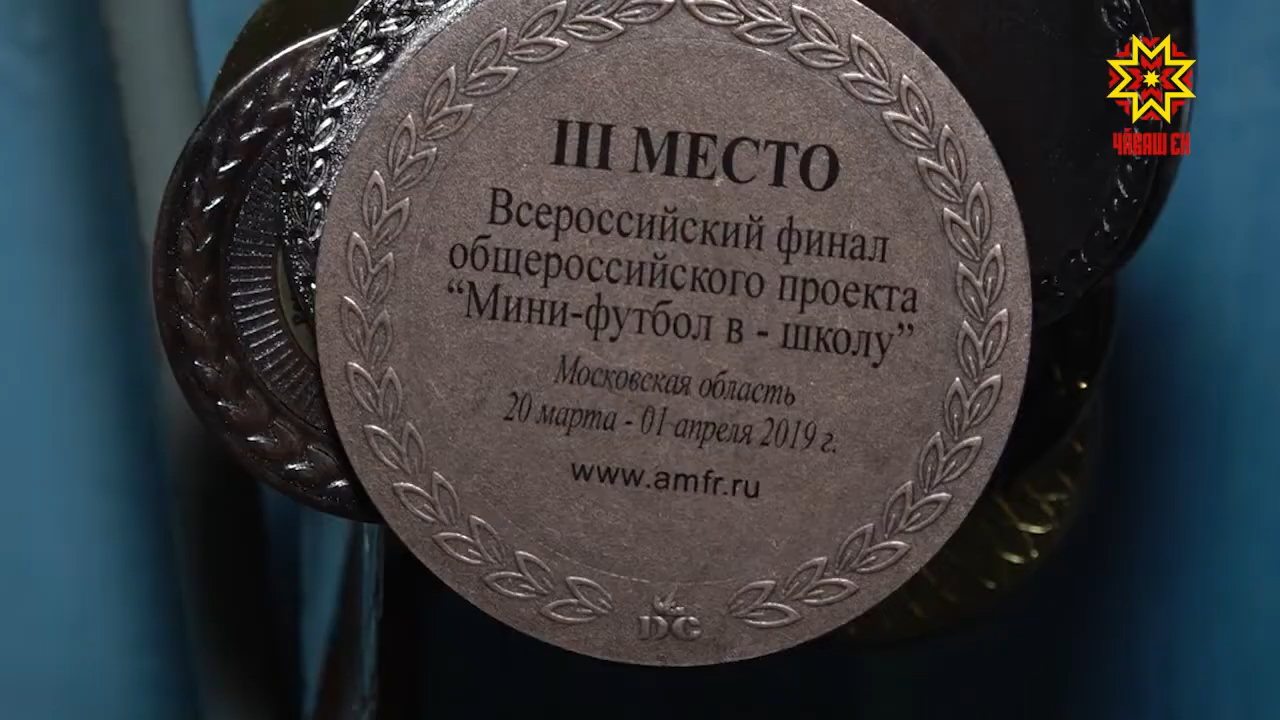 ЧӐВАШ ЕН
III МЕСТО
Всероссийский финал
общероссийского проекта
“Мини-футбол в - школу”
Московская область
20 марта - 01 апреля 2019 г.
www.amfr.ru
DG